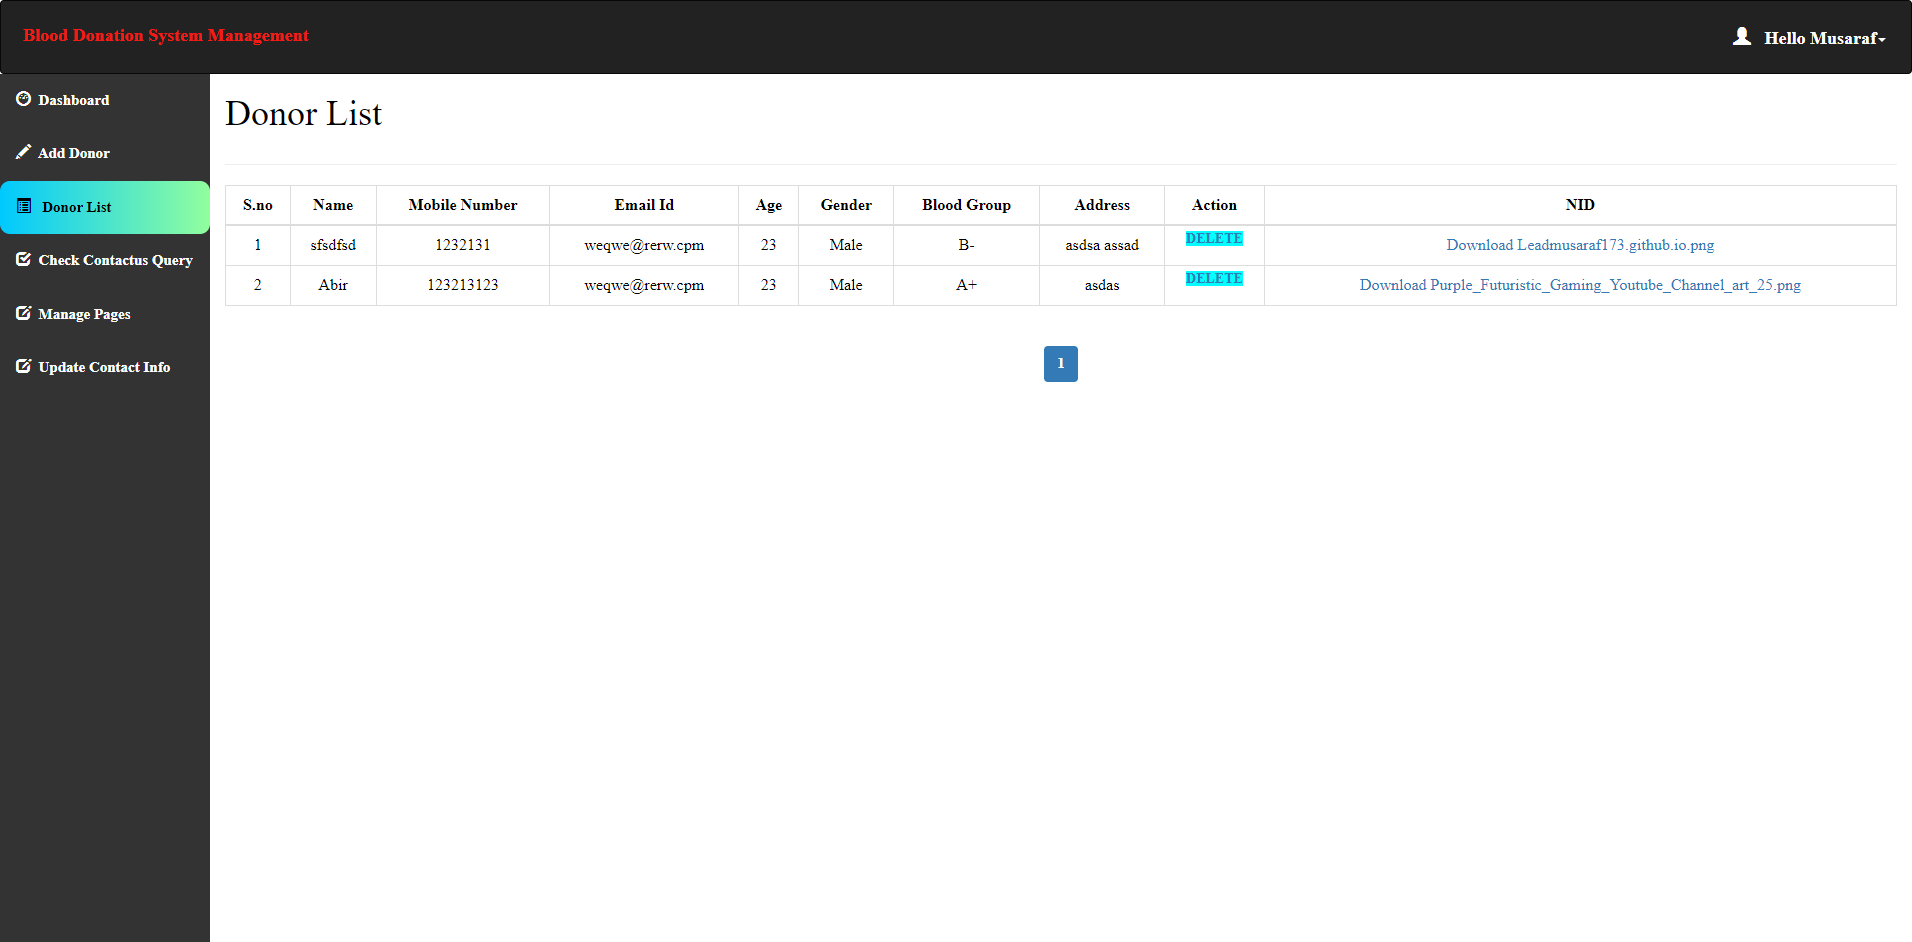 Blood Donation System Management
Hello Musaraf
Dashboard
Add Donor
Donor List
Check Contactus Query
Manage Pages
Update Contact Info
Donor List
S.no Name Mobile Number Email Id Age Gender Blood Group Address Action NID
1 sfsdfsd 1232131 weqwe@rerw.cpm 23 Male B- asdsa assad DELETE Download Leadmusaraf173.github.io.png
2 Abir 123213123 weqwe@rerw.cpm 23 Male A+ asdas DELETE Download Purple_Futuristic_Gaming_Youtube_Channel_art_25.png
1